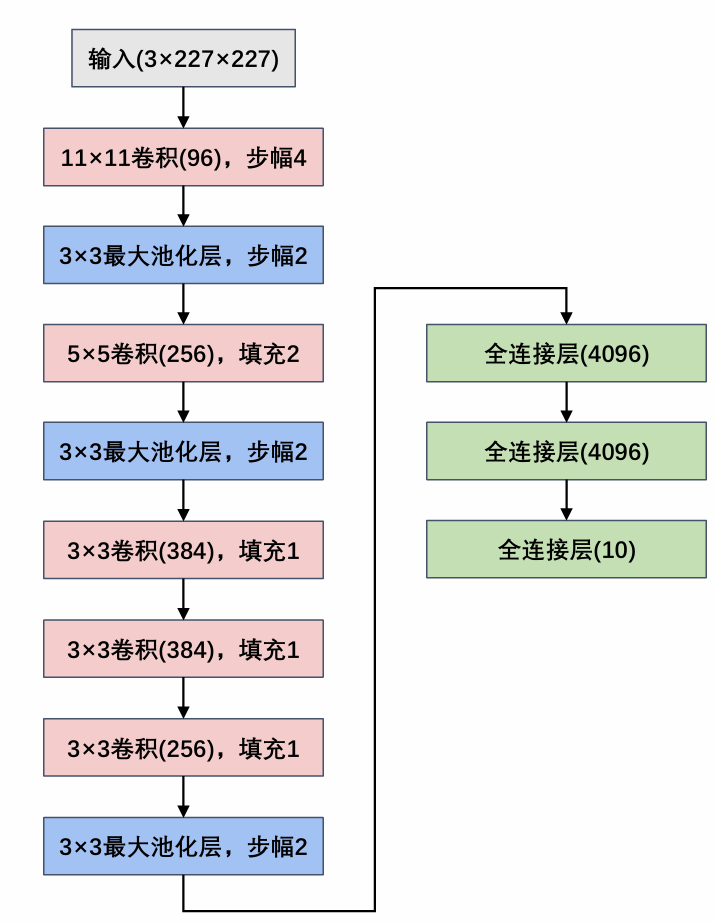 输入(3×227×227)
11×11卷积(96)，步幅4
3×3最大池化层，步幅2
5×5卷积(256)，填充2
3×3最大池化层，步幅2
3×3卷积(384)，填充1
3×3卷积(384)，填充1
3×3卷积(256)，填充1
3×3最大池化层，步幅2
全连接层(4096)
全连接层(4096)
全连接层(10)